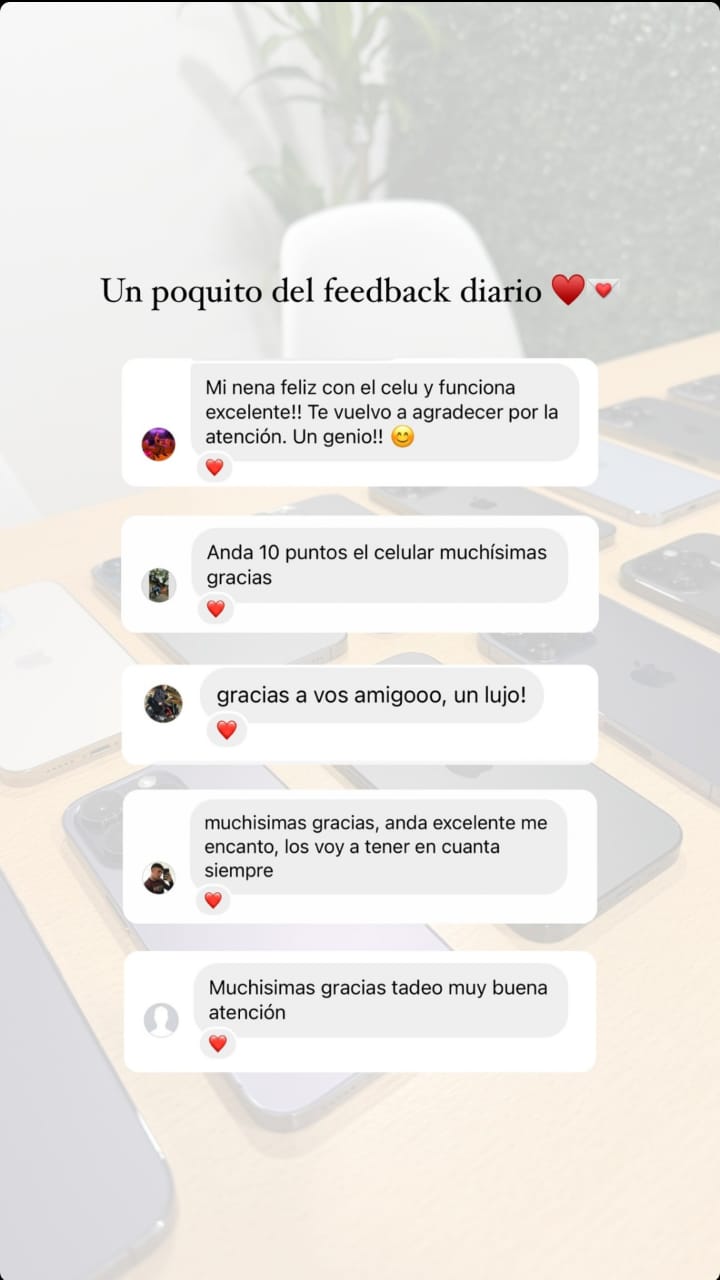 Un poquito del feedback diario ♥️💌
Mi nena feliz con el celu y funciona
excelente!! Te vuelvo a agradecer por la
atención. Un genio!! 😊
❤️
Anda 10 puntos el celular muchísimas
gracias
❤️
gracias a vos amigooo, un lujo!
❤️
muchisimas gracias, anda excelente me
encanto, los voy a tener en cuanta
siempre
❤️
Muchisimas gracias tadeo muy buena
atención
❤️